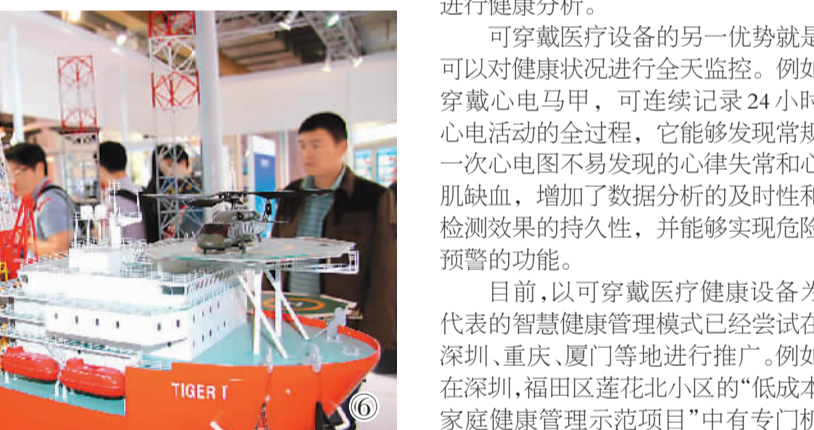 TIGER I
⑥
进行健康分析。
可穿戴医疗设备的另一优势就是
可以对健康状况进行全天监控。例如
穿戴心电马甲，可连续记录24小时
心电活动的全过程，它能够发现常规
一次心电图不易发现的心律失常和心
肌缺血，增加了数据分析的及时性和
检测效果的持久性，并能够实现危险
预警的功能。
目前,以可穿戴医疗健康设备为
代表的智慧健康管理模式已经尝试在
深圳、重庆、厦门等地进行推广。例如
在深圳,福田区莲花北小区的“低成本
家庭健康管理示范项目”中有专门机